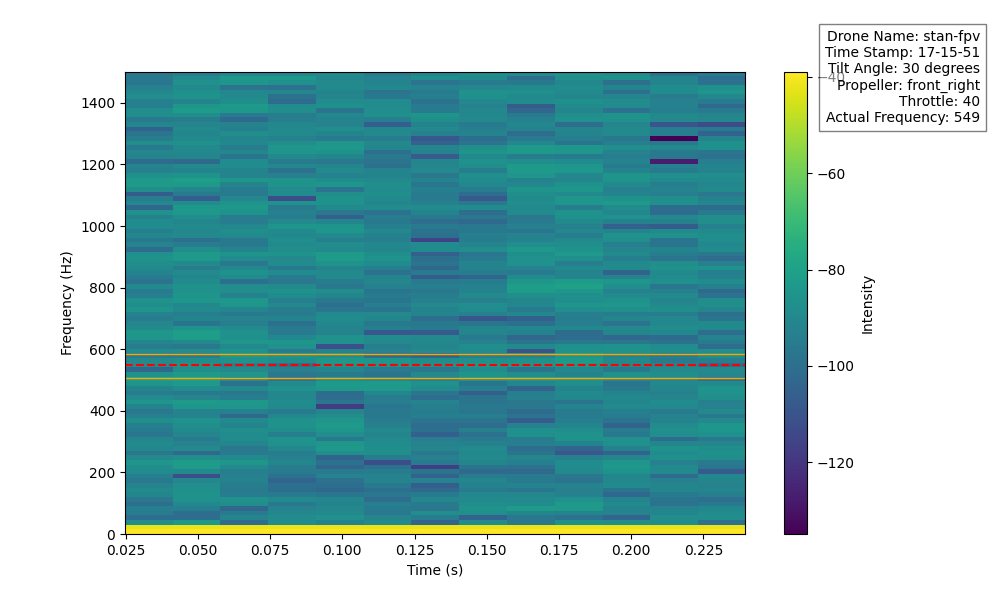 Drone Name: stan-fpv
Time Stamp: 17-15-51
Tilt Angle: 30 degrees
Propeller: front_right
Throttle: 40
Actual Frequency: 549
1400
1200
1000
800
600
400
200
0
Frequency (Hz)
0.025 0.050 0.075 0.100 0.125 0.150 0.175 0.200 0.225
Time (s)
−40
−60
−80
−100
−120
Intensity